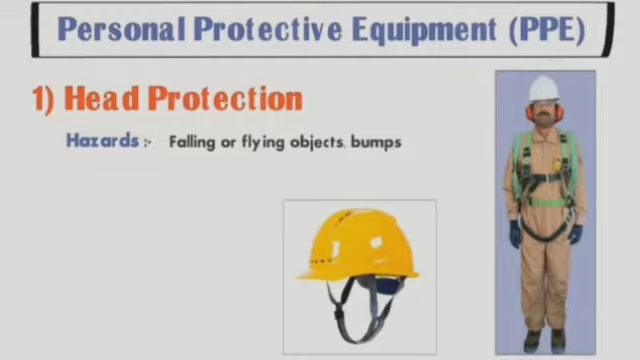 Personal Protective Equipment (PPE)
1) Head Protection
Hazards :- Falling or flying objects, bumps